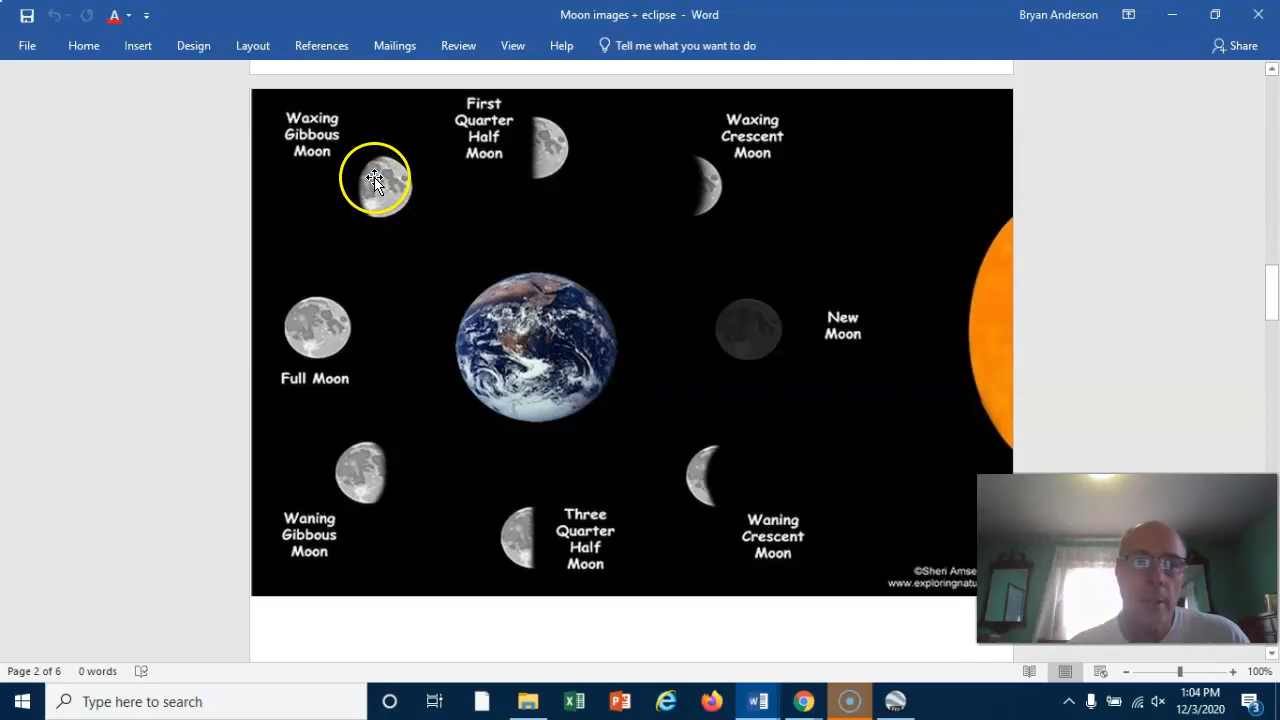 Moon images + eclipse - Word
Bryan Anderson
File Home Insert Design Layout References Mailings Review View Help Tell me what you want to do Share
Waxing
Gibbous
Moon
First
Quarter
Half
Moon
Waxing
Crescent
Moon
New
Moon
Full Moon
Waning
Gibbous
Moon
Three
Quarter
Half
Moon
Waning
Crescent
Moon
©Sheri Amse
www.exploringnatu
Page 2 of 6 0 words 100%
Type here to search
1:04 PM
12/3/2020
3